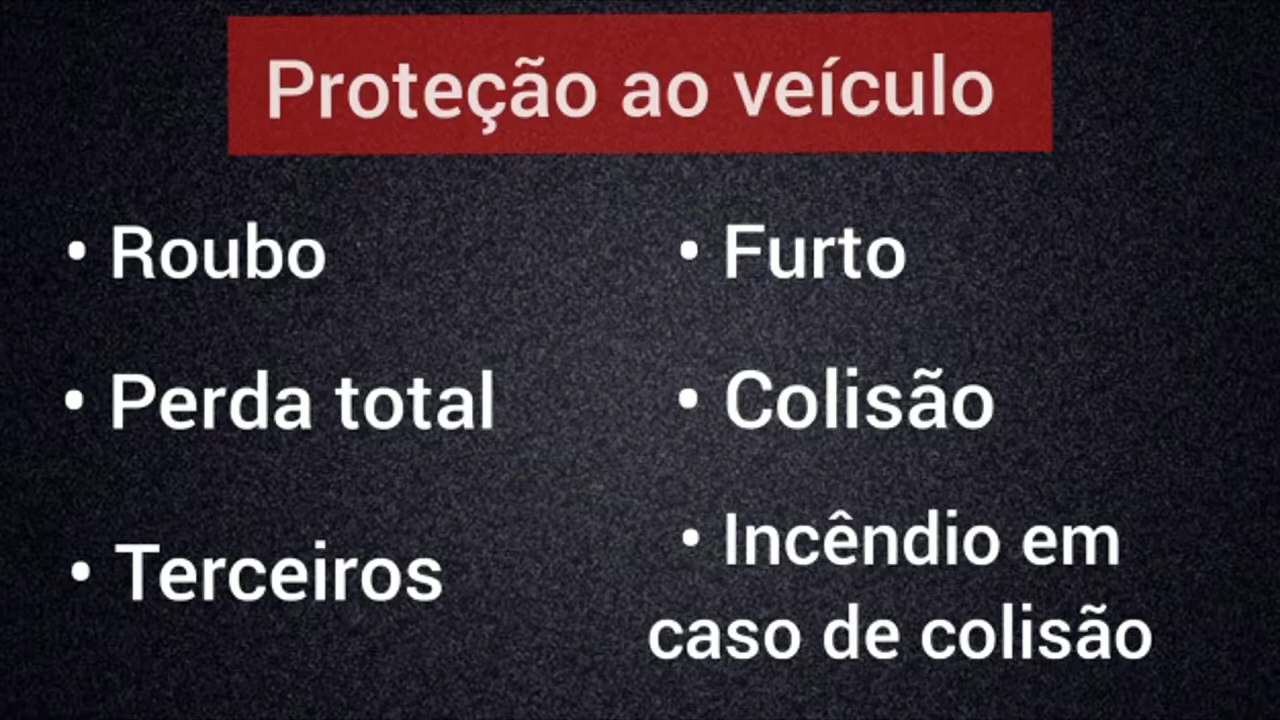 Proteção ao veículo
• Roubo
• Furto
• Perda total
• Colisão
• Terceiros
• Incêndio em
caso de colisão